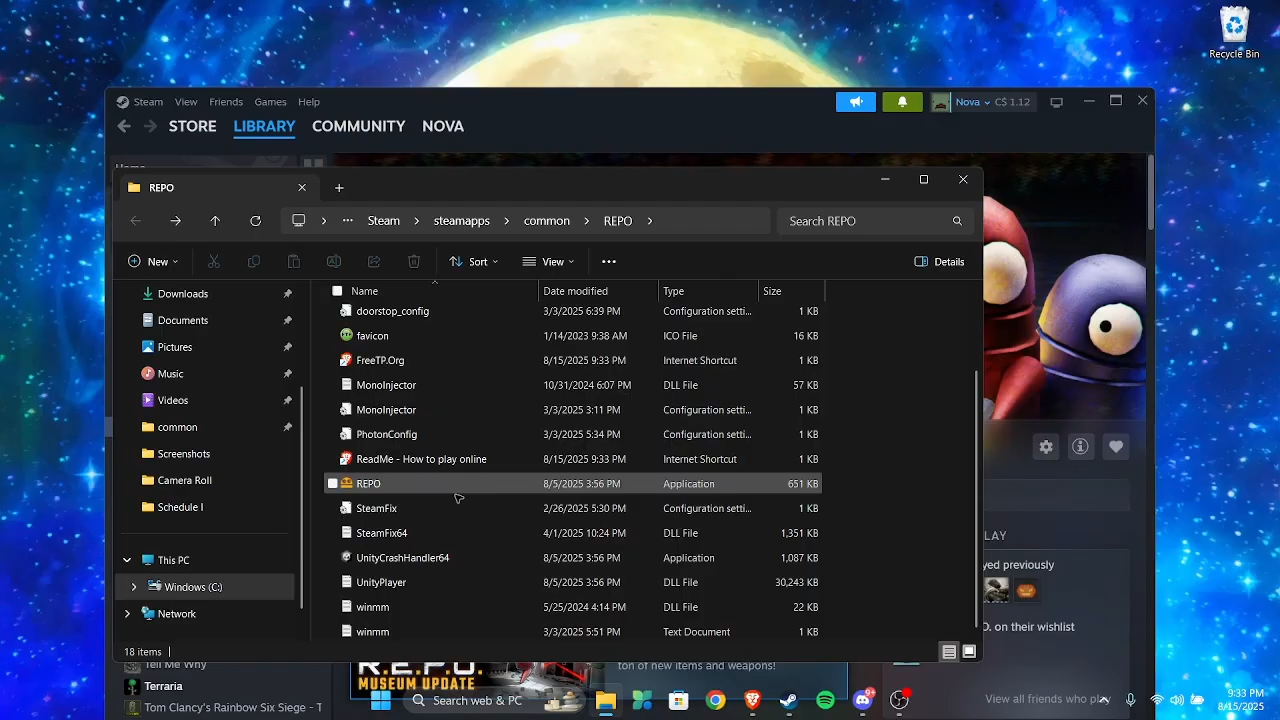 Recycle Bin
Steam View Friends Games Help
Nova C$ 1.12
STORE LIBRARY COMMUNITY NOVA
REPO
Steam steamapps common REPO
Search REPO
New Sort View Details
Name Date modified Type Size
doorstop_config 3/3/2025 6:39 PM Configuration setti... 1 KB
favicon 1/14/2023 9:38 AM ICO File 16 KB
FreeTP.Org 8/15/2025 9:33 PM Internet Shortcut 1 KB
MonoInjector 10/31/2024 6:07 PM DLL File 57 KB
MonoInjector 3/3/2025 3:11 PM Configuration setti... 1 KB
PhotonConfig 3/3/2025 5:34 PM Configuration setti... 1 KB
ReadMe - How to play online 8/15/2025 9:33 PM Internet Shortcut 1 KB
REPO 8/5/2025 3:56 PM Application 651 KB
SteamFix 2/26/2025 5:30 PM Configuration setti... 1 KB
SteamFix64 4/1/2025 10:24 PM DLL File 1,351 KB
UnityCrashHandler64 8/5/2025 3:56 PM Application 1,087 KB
UnityPlayer 8/5/2025 3:56 PM DLL File 30,243 KB
winmm 5/25/2024 4:14 PM DLL File 22 KB
winmm 3/3/2025 5:51 PM Text Document 1 KB
Downloads
Documents
Pictures
Music
Videos
common
Screenshots
Camera Roll
Schedule I
This PC
Windows (C:)
Network
18 items
LAY
yed previously
O. on their wishlist
View all friends who play
Tell Me Why
Terraria
Tom Clancy's Rainbow Six Siege - T
R.E.P.O.
MUSEUM UPDATE
ton of new items and weapons!
Search web & PC
9:33 PM
8/15/2025